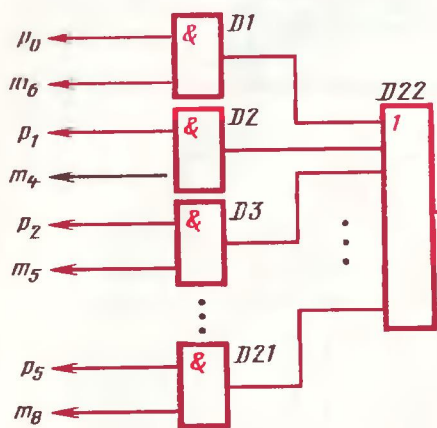 p₀ & D1
m₆
D22
p₁ & D2 1
m₄
p₂ & D3
m₅
p₅ & D21
m₈